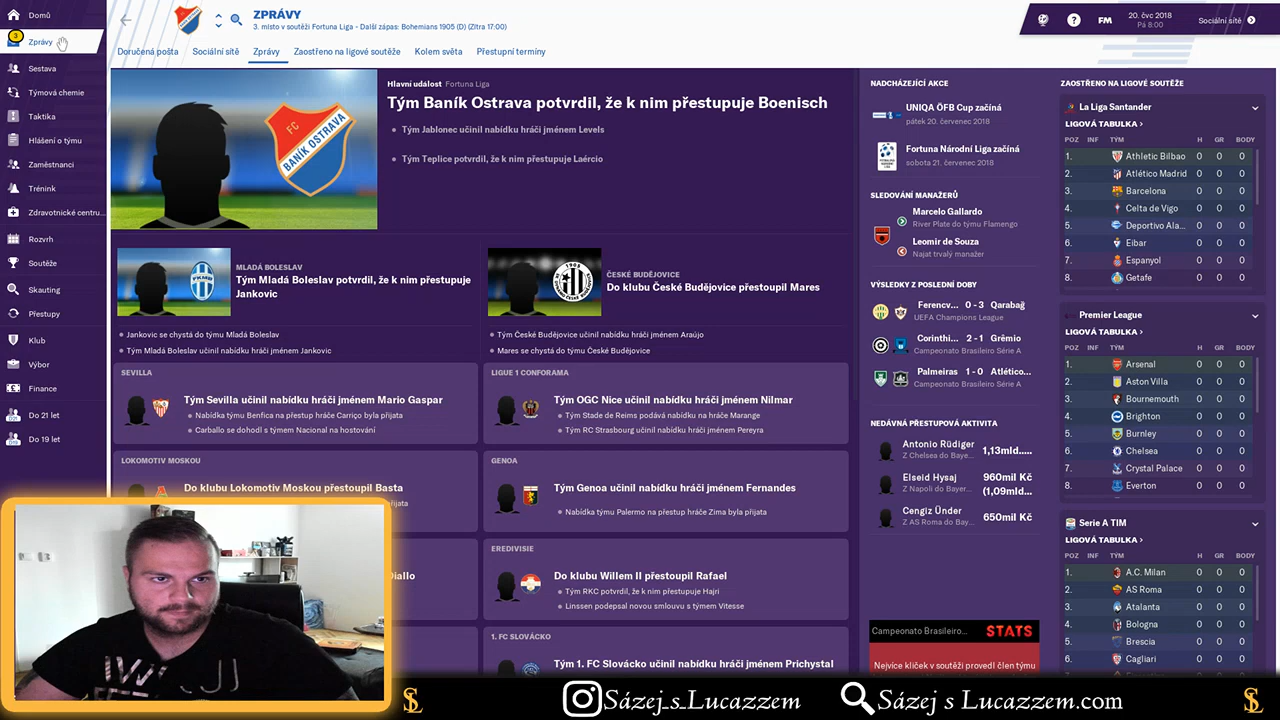 Domů
3
Zprávy
Sestava
Týmová chemie
Taktika
Hlášení o týmu
Zaměstnanci
Trénink
Zdravotnické centru...
Rozvrh
Soutěže
Skauting
Přestupy
Klub
Výbor
Finance
Do 21 let
Do 19 let
ZPRÁVY
3. místo v soutěži Fortuna Liga - Další zápas: Bohemians 1905 (D) (Zítra 17:00)
?
FM
20. čvc 2018
Pá 8:00
Sociální sítě
Doručená pošta
Sociální sítě
Zprávy
Zaostřeno na ligové soutěže
Kolem světa
Přestupní termíny
FC
BANÍK OSTRAVA
Hlavní událost Fortuna Liga
Tým Baník Ostrava potvrdil, že k nim přestupuje Boenisch
Tým Jablonec učinil nabídku hráči jménem Levels
Tým Teplice potvrdil, že k nim přestupuje Laércio
MLADÁ BOLESLAV
Tým Mladá Boleslav potvrdil, že k nim přestupuje
Jankovic
Jankovic se chystá do týmu Mladá Boleslav
Tým Mladá Boleslav učinil nabídku hráči jménem Jankovic
ČESKÉ BUDĚJOVICE
Do klubu České Budějovice přestoupil Mares
Tým České Budějovice učinil nabídku hráči jménem Araújo
Mares se chystá do týmu České Budějovice
SEVILLA
Tým Sevilla učinil nabídku hráči jménem Mario Gaspar
Nabídka týmu Benfica na přestup hráče Carriço byla přijata
Carballo se dohodl s týmem Nacional na hostování
LIGUE 1 CONFORAMA
Tým OGC Nice učinil nabídku hráči jménem Nilmar
Tým Stade de Reims podává nabídku na hráče Marange
Tým RC Strasbourg učinil nabídku hráči jménem Pereyra
LOKOMOTIV MOSKOU
Do klubu Lokomotiv Moskou přestoupil Basta
ijata
GENOA
Tým Genoa učinil nabídku hráči jménem Fernandes
Nabídka týmu Palermo na přestup hráče Zima byla přijata
iallo
EREDIVISIE
Do klubu Willem II přestoupil Rafael
Tým RKC potvrdil, že k nim přestupuje Hajri
Linssen podepsal novou smlouvu s týmem Vitesse
1. FC SLOVÁCKO
Tým 1. FC Slovácko učinil nabídku hráči jménem Prichystal
NADCHÁZEJÍCÍ AKCE
UNIQA ÖFB Cup začíná
pátek 20. červenec 2018
Fortuna Národní Liga začíná
sobota 21. červenec 2018
SLEDOVÁNÍ MANAŽERŮ
Marcelo Gallardo
River Plate do týmu Flamengo
Leomir de Souza
Najat trvalý manažer
VÝSLEDKY Z POSLEDNÍ DOBY
Ferencv... 0 - 3 Qarabağ
UEFA Champions League
Corinthi... 2 - 1 Grêmio
Campeonato Brasileiro Série A
Palmeiras 1 - 0 Atlético...
Campeonato Brasileiro Série A
NEDÁVNÁ PŘESTUPOVÁ AKTIVITA
Antonio Rüdiger
Z Chelsea do Baye...
1,13mld.....
Elseid Hysaj
Z Napoli do Bayer...
960mil Kč
(1,09mld...
Cengiz Ünder
Z AS Roma do Bay...
650mil Kč
Campeonato Brasileiro... STATS
Nejvíce kliček v soutěži provedl člen týmu
ZAOSTŘENO NA LIGOVÉ SOUTĚŽE
La Liga Santander
LIGOVÁ TABULKA
POZ INF TÝM H GR BODY
1. Athletic Bilbao 0 0 0
2. Atlético Madrid 0 0 0
3. Barcelona 0 0 0
4. Celta de Vigo 0 0 0
5. Deportivo Ala... 0 0 0
6. Eibar 0 0 0
7. Espanyol 0 0 0
8. Getafe 0 0 0
Premier League
LIGOVÁ TABULKA
POZ INF TÝM H GR BODY
1. Arsenal 0 0 0
2. Aston Villa 0 0 0
3. Bournemouth 0 0 0
4. Brighton 0 0 0
5. Burnley 0 0 0
6. Chelsea 0 0 0
7. Crystal Palace 0 0 0
8. Everton 0 0 0
Serie A TIM
LIGOVÁ TABULKA
POZ INF TÝM H GR BODY
1. A.C. Milan 0 0 0
2. AS Roma 0 0 0
3. Atalanta 0 0 0
4. Bologna 0 0 0
5. Brescia 0 0 0
6. Cagliari 0 0 0
Sázej_s_Lucazzem
Sázej s Lucazzem.com